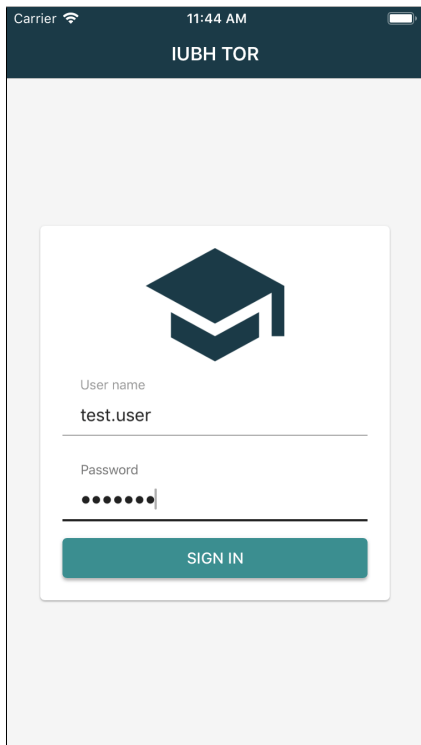 Carrier 11:44 AM
IUBH TOR
User name
test.user
Password
•••••••
SIGN IN